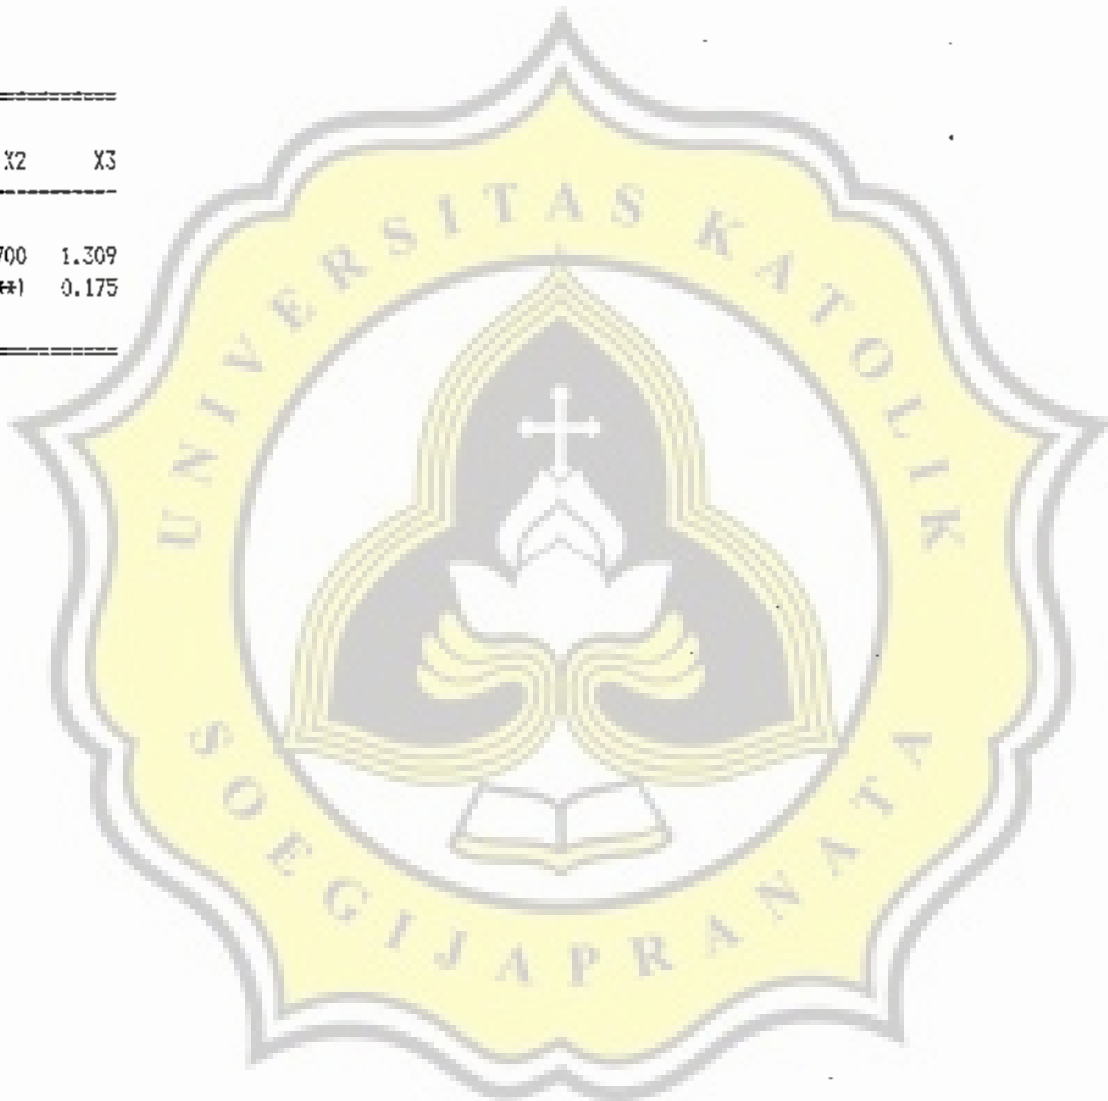 X2 X3
700 1.309
**) 0.175
UNIVERSITAS KATOLIK
SOEGIJAPRANATA